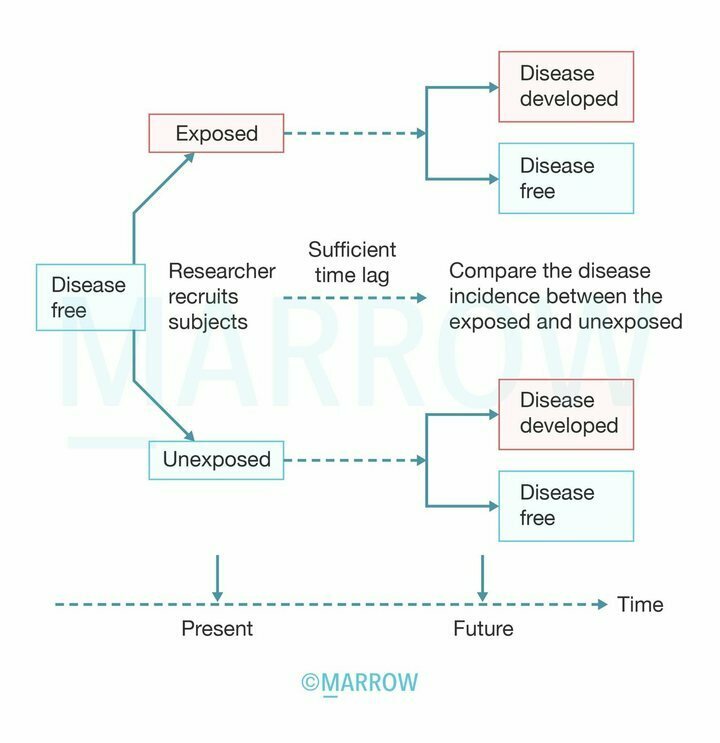 Disease
developed
Exposed
Disease
free
Disease
free
Researcher
recruits
subjects
Sufficient
time lag
Compare the disease
incidence between the
exposed and unexposed
MARROW
Disease
developed
Unexposed
Disease
free
Time
Present
Future
©MARROW